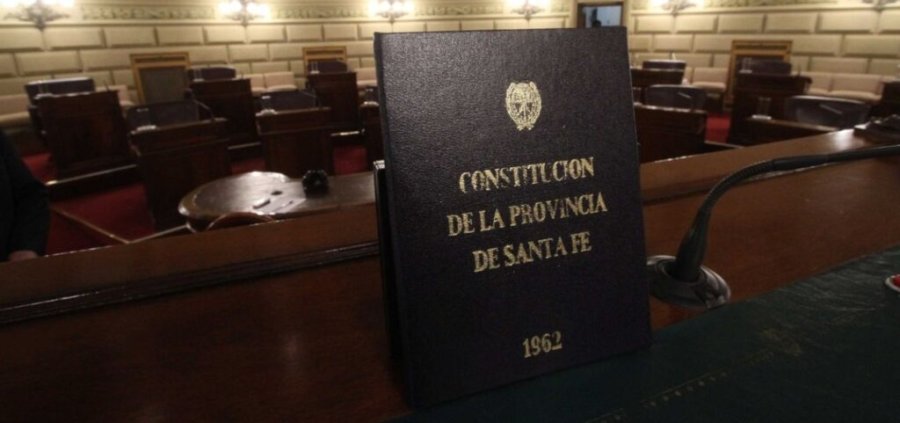 CONSTITUCION
DE LA PROVINCIA
DE SANTA FE
1962